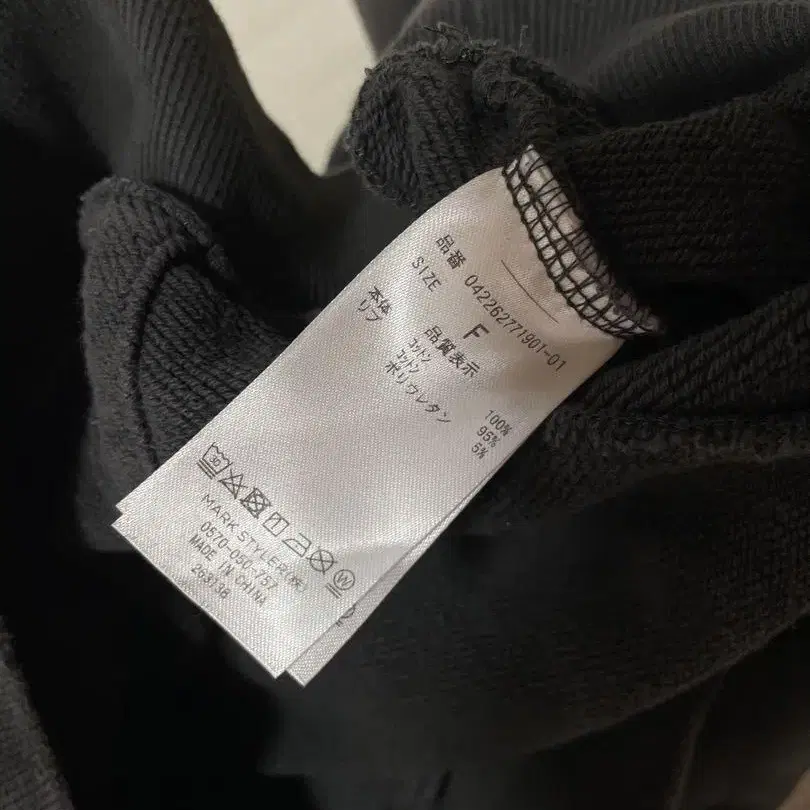 品番 042262771901-01
SIZE F
品質表示
本体 コットン 100%
リブ コットン 95%
ポリウレタン 5%
30
W
MARK STYLER(株)
0570-050-757
MADE IN CHINA
263138